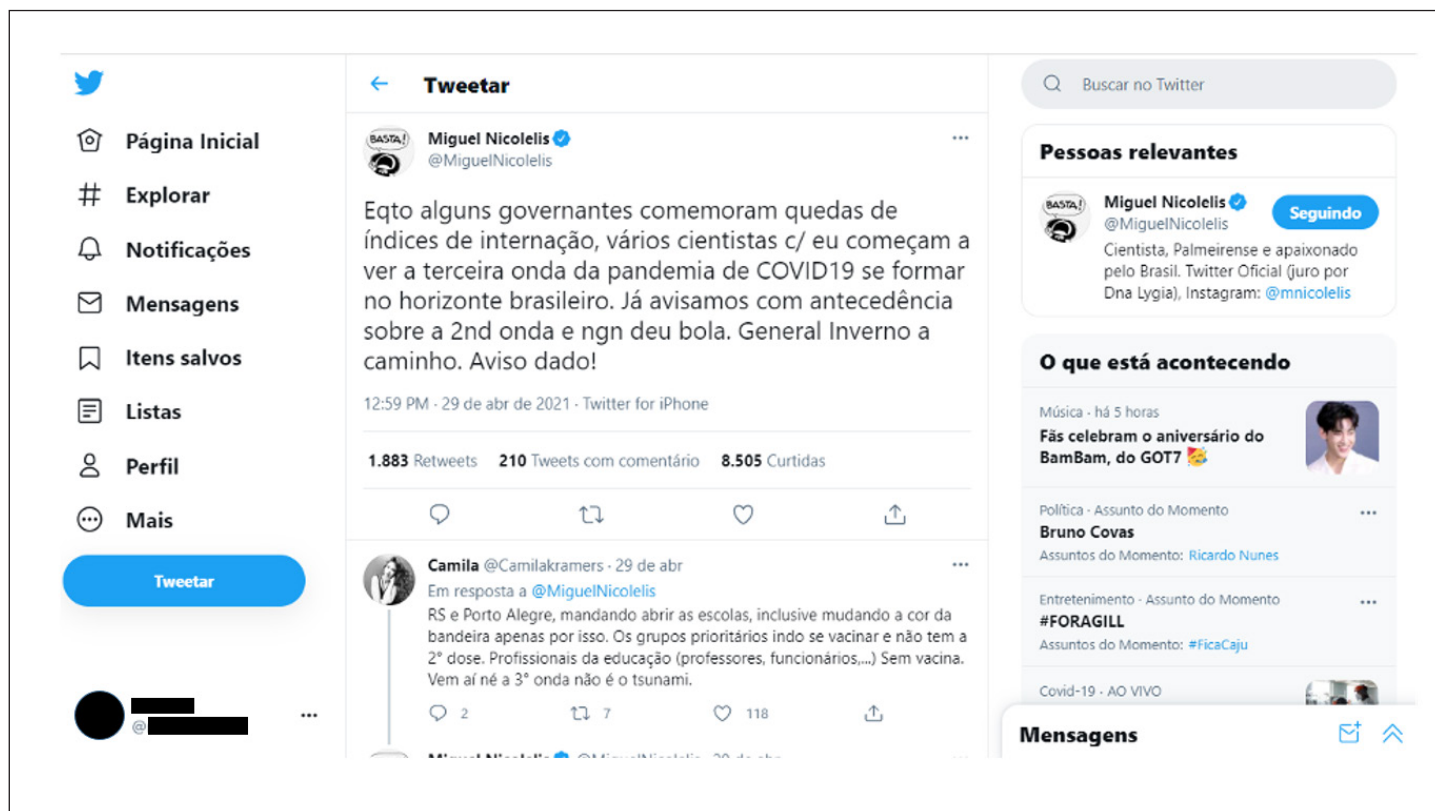 Página Inicial
Explorar
Notificações
Mensagens
Itens salvos
Listas
Perfil
Mais
Tweetar
@
Tweetar
BASTA!
Miguel Nicolelis
@MiguelNicolelis
Eqto alguns governantes comemoram quedas de
índices de internação, vários cientistas c/ eu começam a
ver a terceira onda da pandemia de COVID19 se formar
no horizonte brasileiro. Já avisamos com antecedência
sobre a 2nd onda e ngn deu bola. General Inverno a
caminho. Aviso dado!
12:59 PM · 29 de abr de 2021 · Twitter for iPhone
1.883 Retweets 210 Tweets com comentário 8.505 Curtidas
Camila @Camilakramers · 29 de abr
Em resposta a @MiguelNicolelis
RS e Porto Alegre, mandando abrir as escolas, inclusive mudando a cor da
bandeira apenas por isso. Os grupos prioritários indo se vacinar e não tem a
2° dose. Profissionais da educação (professores, funcionários,...) Sem vacina.
Vem aí né a 3° onda não é o tsunami.
2 7 118
Miguel Nicolelis @MiguelNicolelis · 29 de abr
Buscar no Twitter
Pessoas relevantes
BASTA!
Miguel Nicolelis
@MiguelNicolelis
Seguindo
Cientista, Palmeirense e apaixonado
pelo Brasil. Twitter Oficial (juro por
Dna Lygia), Instagram: @mnicolelis
O que está acontecendo
Música · há 5 horas
Fãs celebram o aniversário do
BamBam, do GOT7
Política · Assunto do Momento
Bruno Covas
Assuntos do Momento: Ricardo Nunes
Entretenimento · Assunto do Momento
#FORAGILL
Assuntos do Momento: #FicaCaju
Covid-19 · AO VIVO
Mensagens